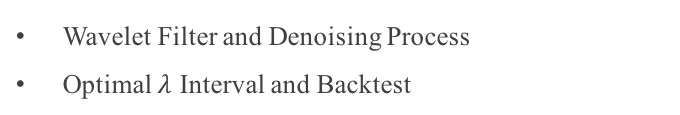 • Wavelet Filter and Denoising Process
• Optimal λ Interval and Backtest